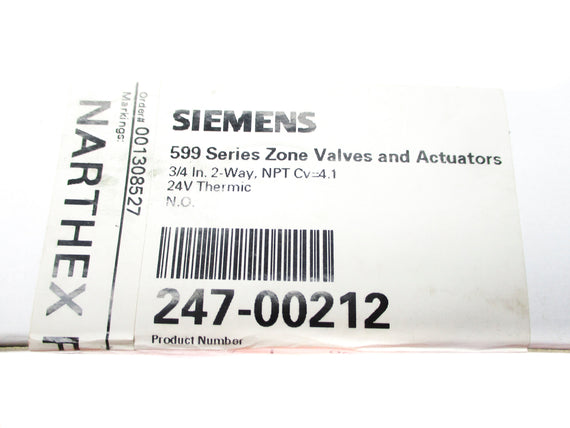 SIEMENS
599 Series Zone Valves and Actuators
3/4 In. 2-Way, NPT Cv=4.1
24V Thermic
N.O.
247-00212
Product Number
Order# 001308527
Markings:
NARTHEX